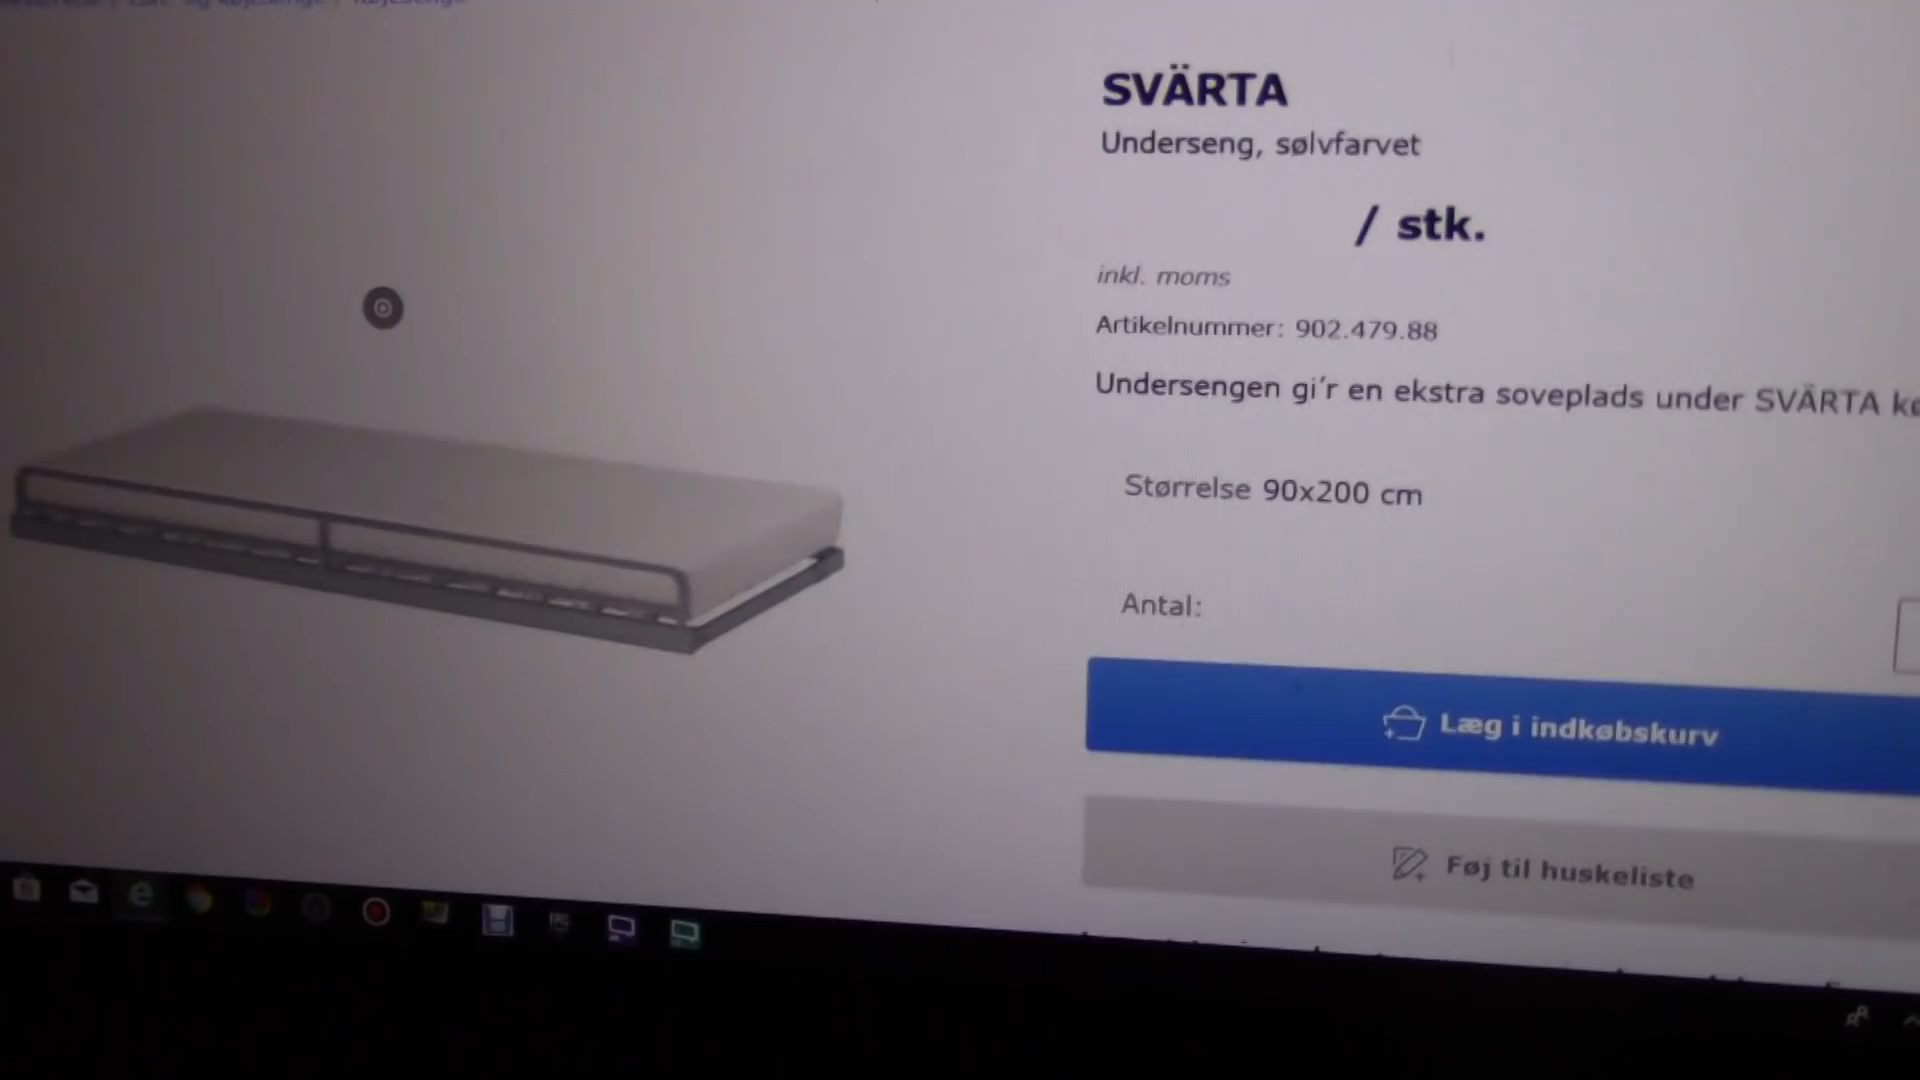 SVÄRTA
Underseng, sølvfarvet
/ stk.
inkl. moms
Artikelnummer: 902.479.88
Undersengen gi´r en ekstra soveplads under SVÄRTA
Størrelse 90x200 cm
Antal:
Læg i indkøbskurv
Føj til huskeliste